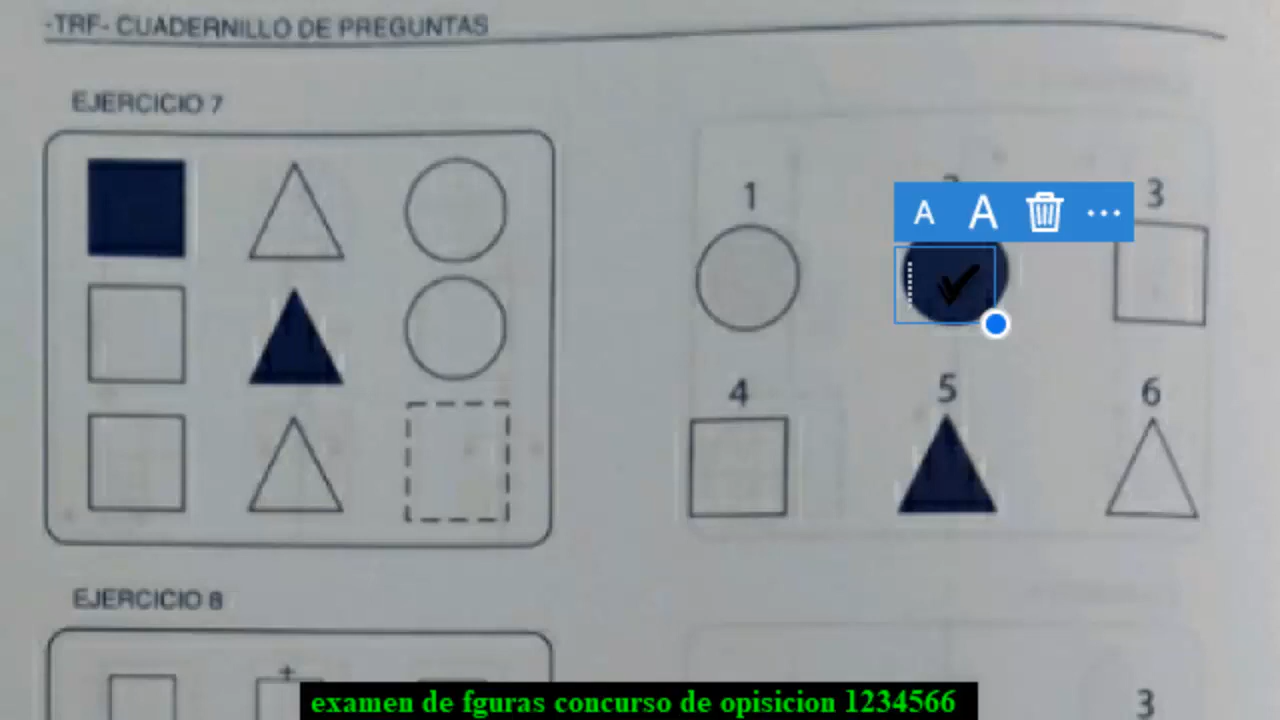 -TRF- CUADERNILLO DE PREGUNTAS
EJERCICIO 7
1
3
A A ...
4
5
6
EJERCICIO 8
+
3
examen de fguras concurso de opisicion 1234566